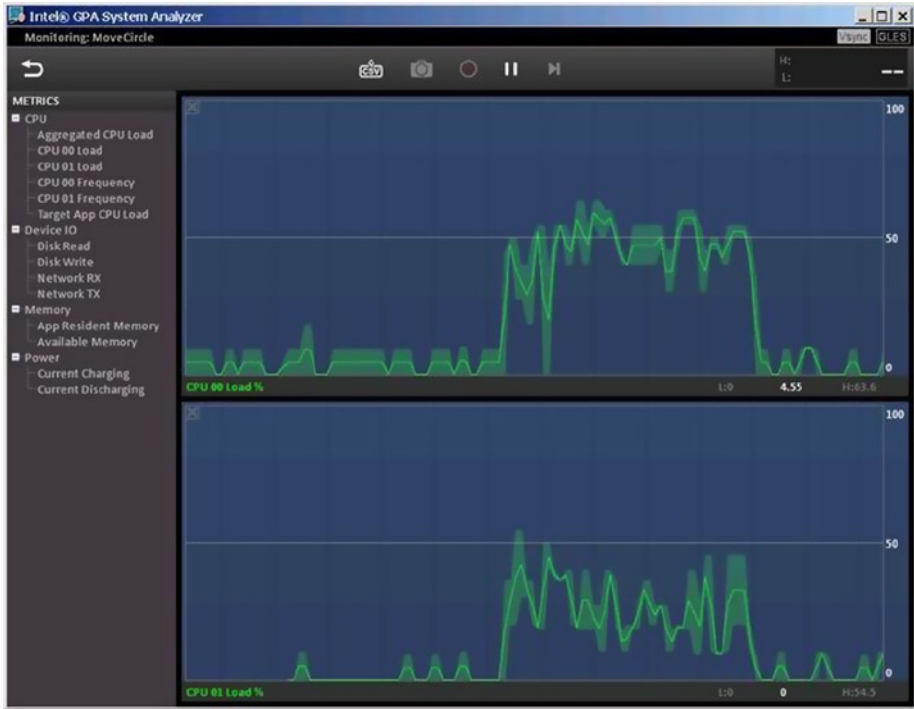 Intel® GPA System Analyzer
Monitoring: MoveCircle
Vsync GLES
CSV
H:
L:
--
METRICS
CPU
Aggregated CPU Load
CPU 00 Load
CPU 01 Load
CPU 00 Frequency
CPU 01 Frequency
Target App CPU Load
Device IO
Disk Read
Disk Write
Network RX
Network TX
Memory
App Resident Memory
Available Memory
Power
Current Charging
Current Discharging
100
50
0
CPU 00 Load % L:0 4.55 H:63.6
100
50
0
CPU 01 Load % L:0 0 H:54.5